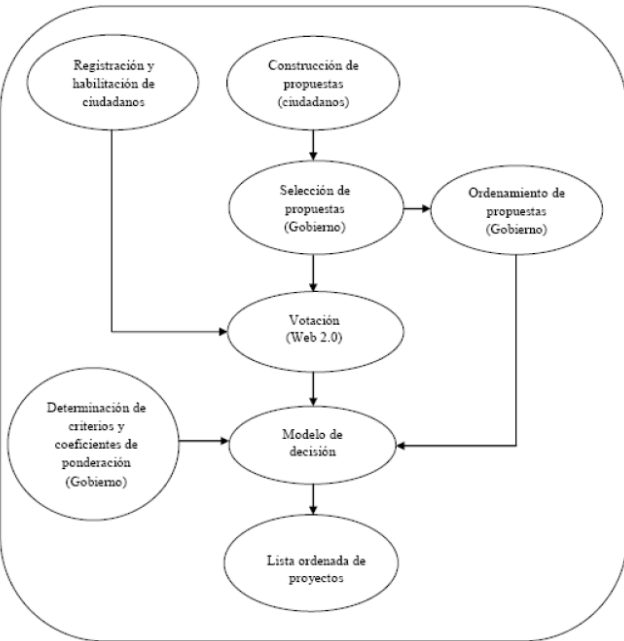 Registración y
habilitación de
ciudadanos
Construcción de
propuestas
(ciudadanos)
Selección de
propuestas
(Gobierno)
Ordenamiento de
propuestas
(Gobierno)
Votación
(Web 2.0)
Determinación de
criterios y
coeficientes de
ponderación
(Gobierno)
Modelo de
decisión
Lista ordenada de
proyectos